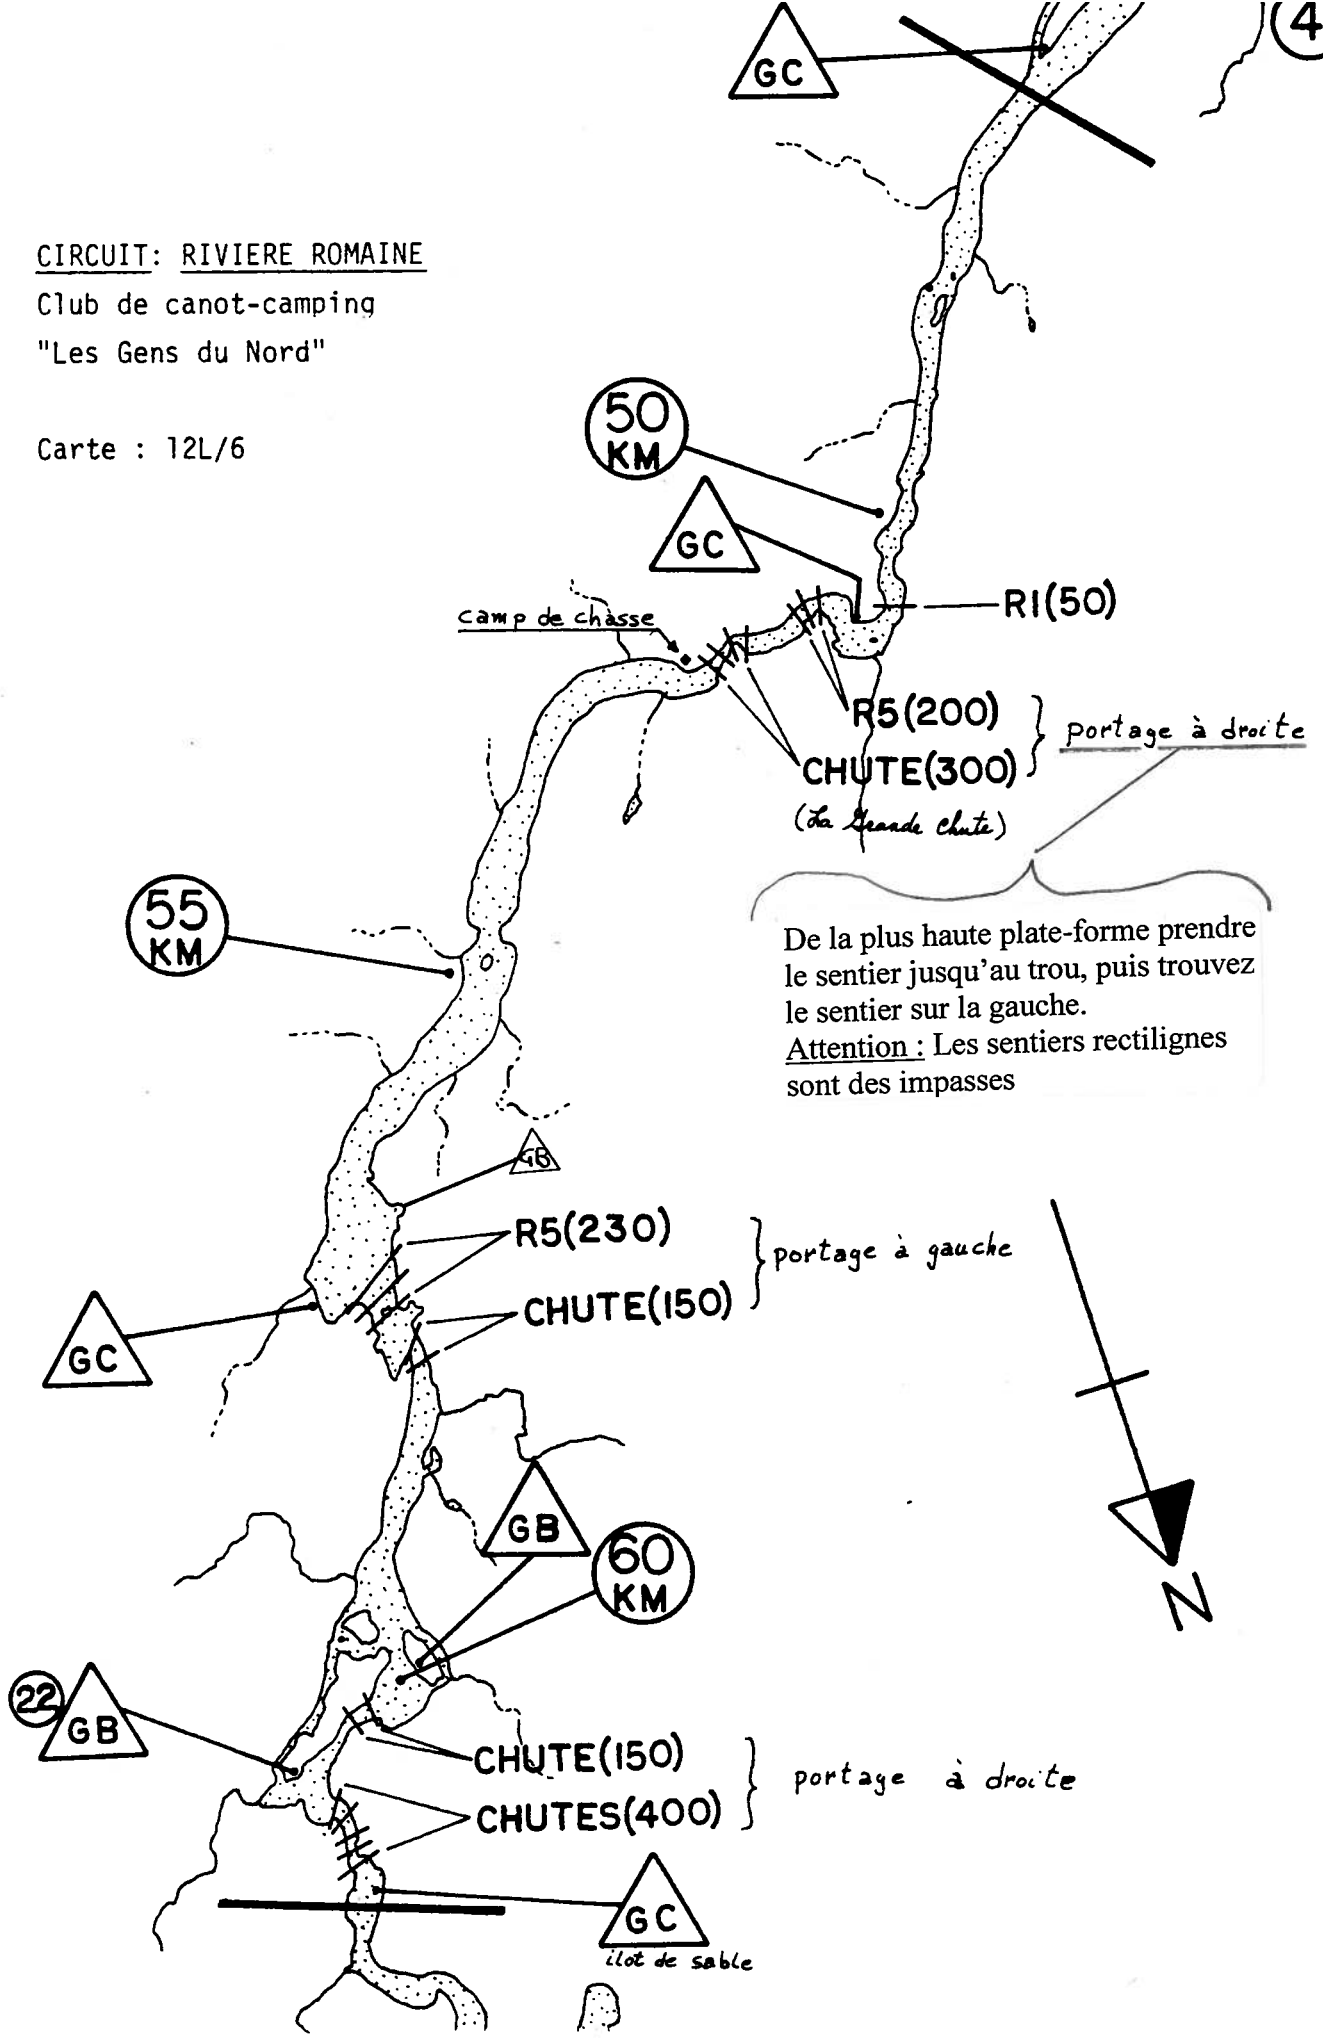 4
GC
CIRCUIT: RIVIERE ROMAINE
Club de canot-camping
"Les Gens du Nord"
Carte : 12L/6
50
KM
GC
R1(50)
camp de chasse
R5(200)
portage à droite
CHUTE(300)
(La Grande Chute)
55
KM
De la plus haute plate-forme prendre
le sentier jusqu'au trou, puis trouvez
le sentier sur la gauche.
Attention : Les sentiers rectilignes
sont des impasses
GB
R5(230)
portage à gauche
CHUTE(150)
GC
GB
60
KM
N
22
GB
CHUTE(150)
portage à droite
CHUTES(400)
GC
ilot de sable